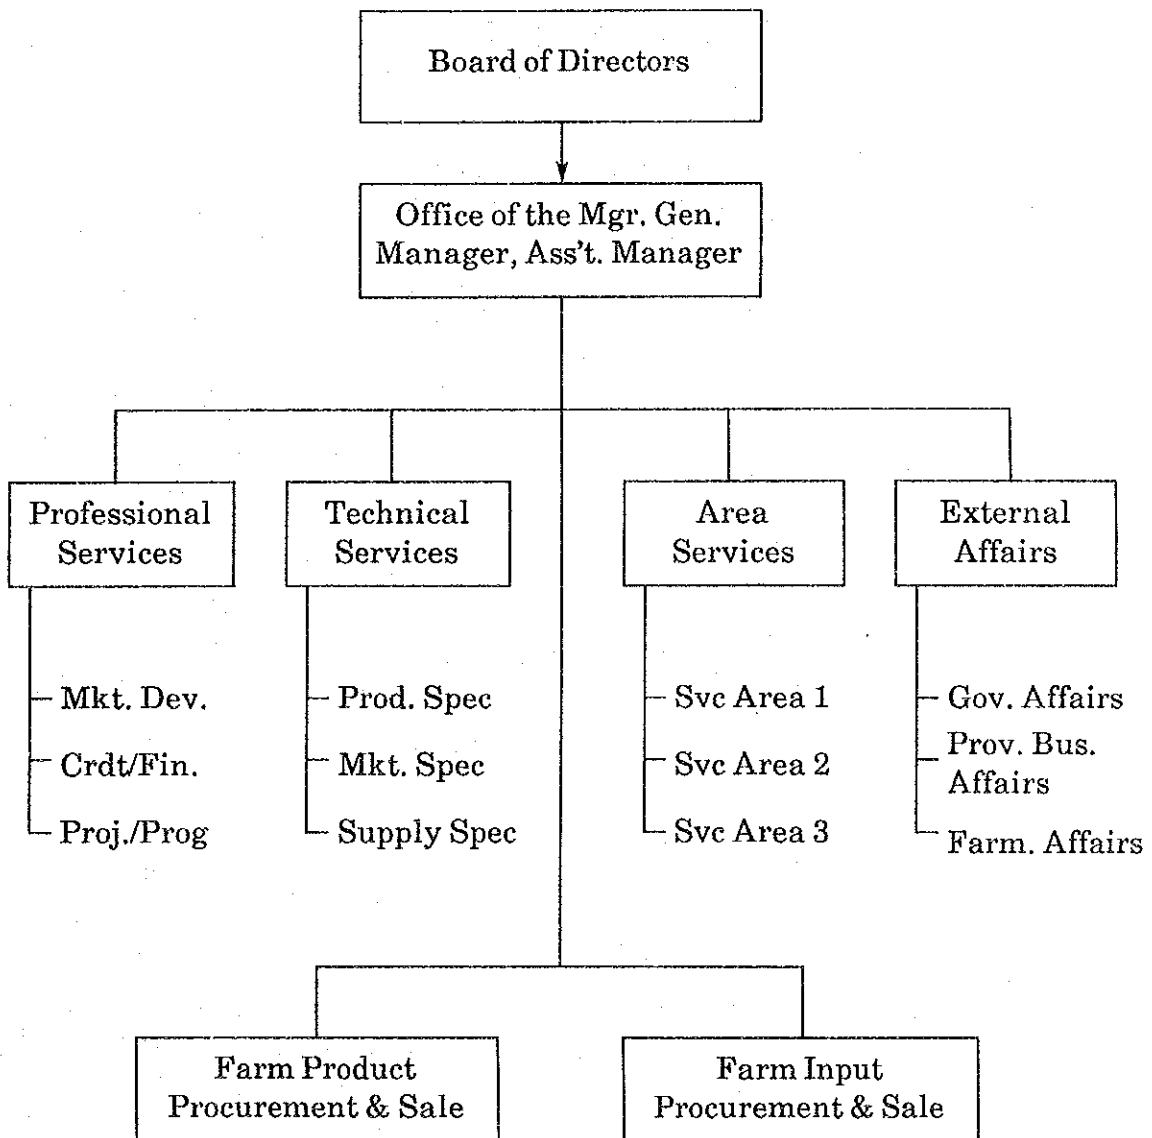 Board of Directors
Office of the Mgr. Gen.
Manager, Ass't. Manager
Professional
Services
Technical
Services
Area
Services
External
Affairs
Mkt. Dev.
Crdt/Fin.
Proj./Prog
Prod. Spec
Mkt. Spec
Supply Spec
Svc Area 1
Svc Area 2
Svc Area 3
Gov. Affairs
Prov. Bus.
Affairs
Farm. Affairs
Farm Product
Procurement & Sale
Farm Input
Procurement & Sale